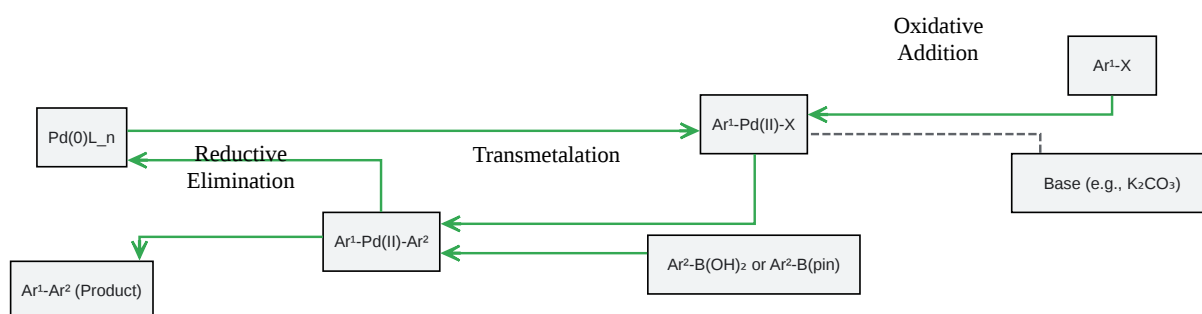 Oxidative
Addition
Ar¹-X
Pd(0)L_n
Ar¹-Pd(II)-X
Reductive
Elimination
Transmetalation
Base (e.g., K₂CO₃)
Ar¹-Pd(II)-Ar²
Ar²-B(OH)₂ or Ar²-B(pin)
Ar¹-Ar² (Product)